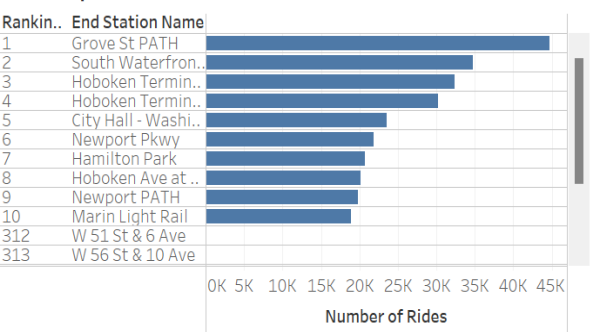 Rankin.. End Station Name
1 Grove St PATH
2 South Waterfron..
3 Hoboken Termin..
4 Hoboken Termin..
5 City Hall - Washi..
6 Newport Pkwy
7 Hamilton Park
8 Hoboken Ave at ..
9 Newport PATH
10 Marin Light Rail
312 W 51 St & 6 Ave
313 W 56 St & 10 Ave
0K 5K 10K 15K 20K 25K 30K 35K 40K 45K
Number of Rides